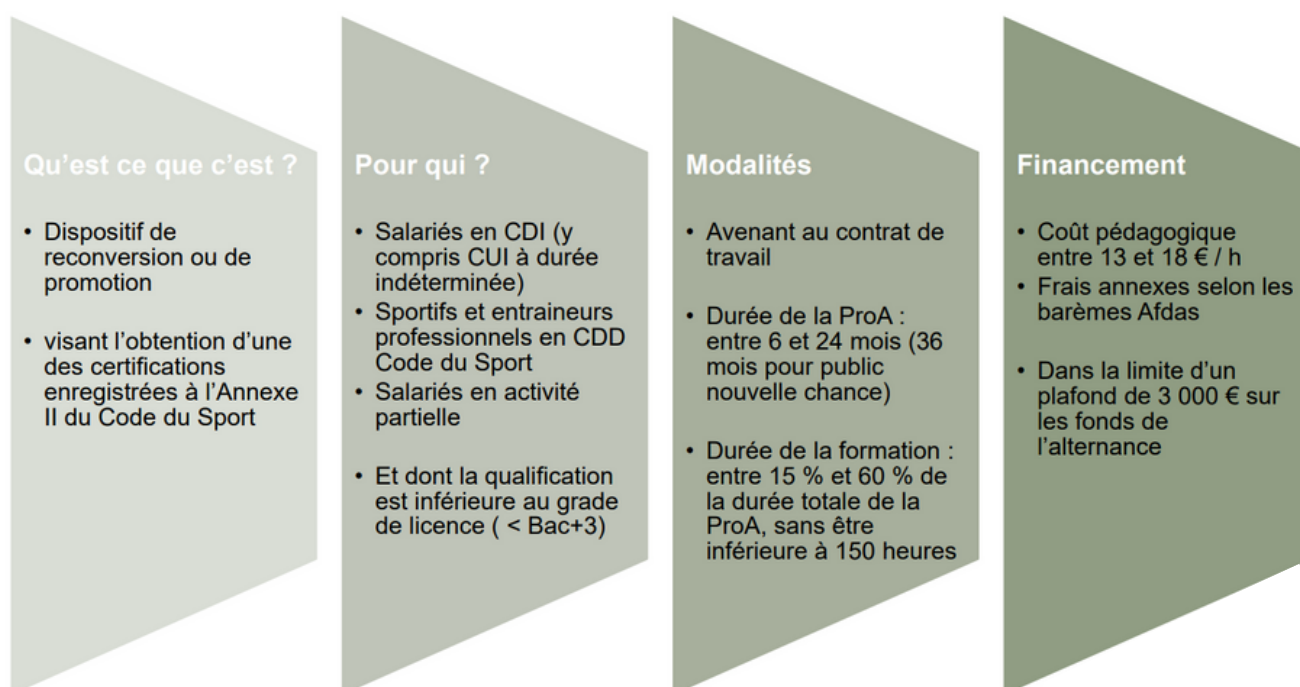 Qu'est ce que c'est ?
• Dispositif de
reconversion ou de
promotion
• visant l'obtention d'une
des certifications
enregistrées à l'Annexe
II du Code du Sport
Pour qui ?
• Salariés en CDI (y
compris CUI à durée
indéterminée)
• Sportifs et entraineurs
professionnels en CDD
Code du Sport
• Salariés en activité
partielle
• Et dont la qualification
est inférieure au grade
de licence ( < Bac+3)
Modalités
• Avenant au contrat de
travail
• Durée de la ProA :
entre 6 et 24 mois (36
mois pour public
nouvelle chance)
• Durée de la formation :
entre 15 % et 60 % de
la durée totale de la
ProA, sans être
inférieure à 150 heures
Financement
• Coût pédagogique
entre 13 et 18 € / h
• Frais annexes selon les
barèmes Afdas
• Dans la limite d'un
plafond de 3 000 € sur
les fonds de
l'alternance